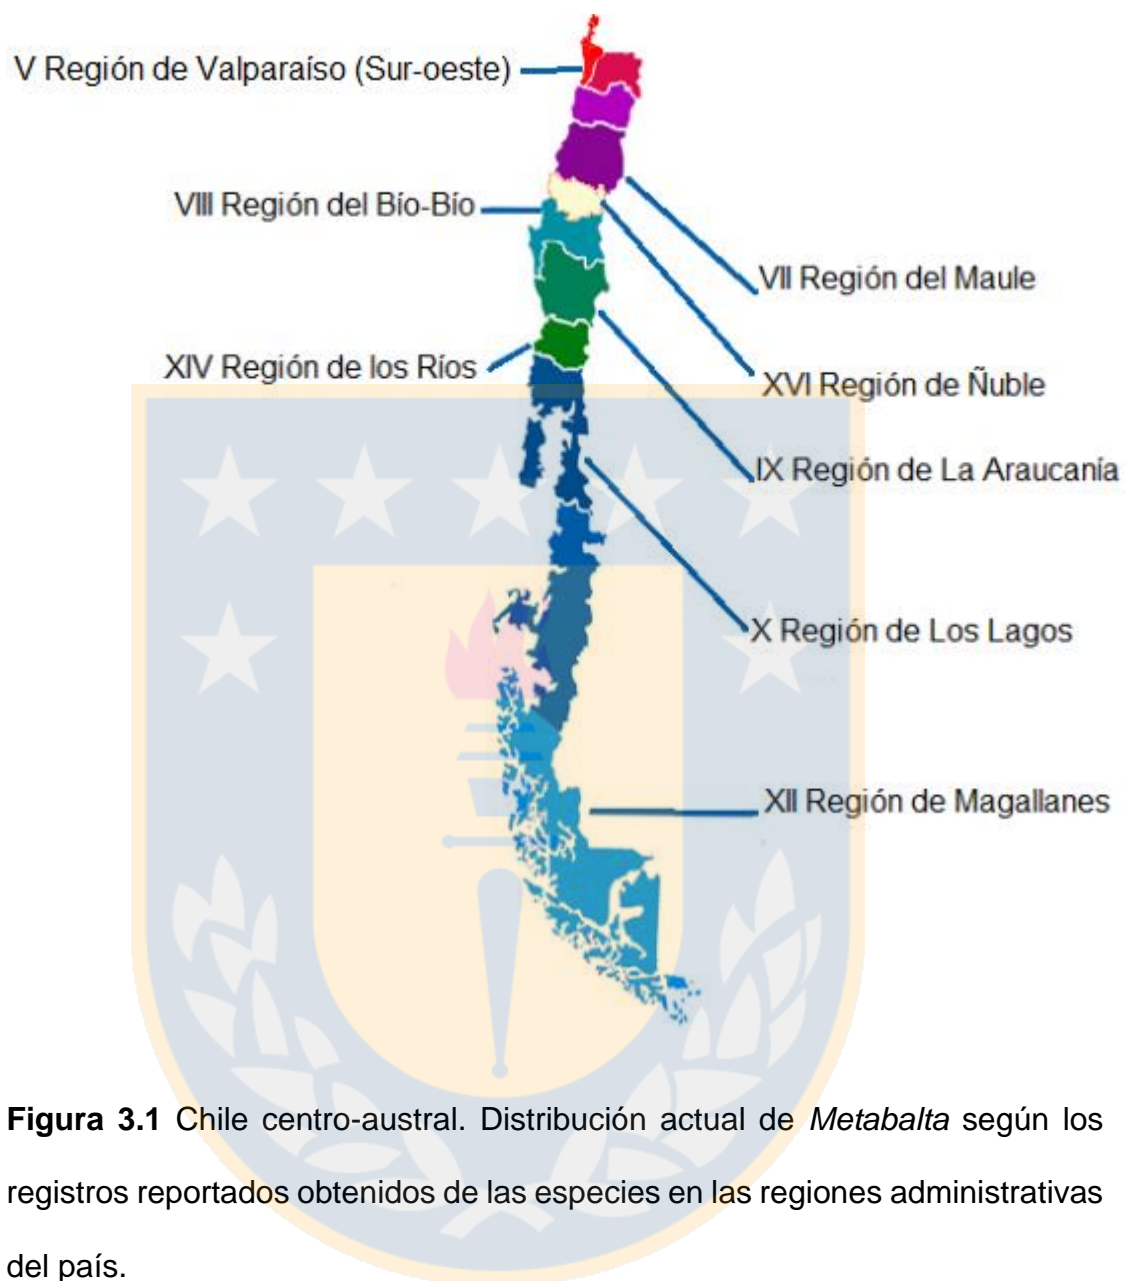 V Región de Valparaíso (Sur-oeste)
VIII Región del Bío-Bío
VII Región del Maule
XIV Región de los Ríos
XVI Región de Ñuble
IX Región de La Araucanía
X Región de Los Lagos
XII Región de Magallanes
Figura 3.1 Chile centro-austral. Distribución actual de Metabalta según los
registros reportados obtenidos de las especies en las regiones administrativas
del país.